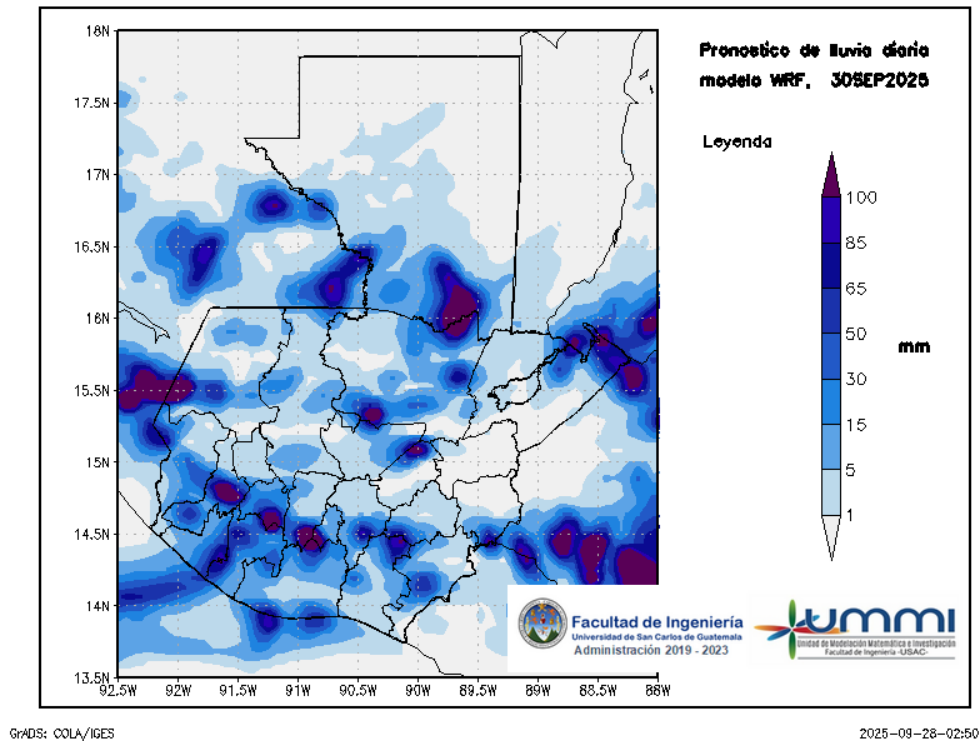 Pronostico de lluvia diaria
modelo WRF, 30SEP2025
Leyenda
100
85
65
50
30
15
5
1
mm
18N
17.5N
17N
16.5N
16N
15.5N
15N
14.5N
14N
13.5N
92.5W 92W 91.5W 91W 90.5W 90W 89.5W 89W 88.5W 88W
Facultad de Ingeniería
Universidad de San Carlos de Guatemala
Administración 2019 - 2023
UMMI
Unidad de Modelación Matemática e Investigación
Facultad de Ingeniería -USAC-
GrADS: COLA/IGES
2025-09-28-02:50